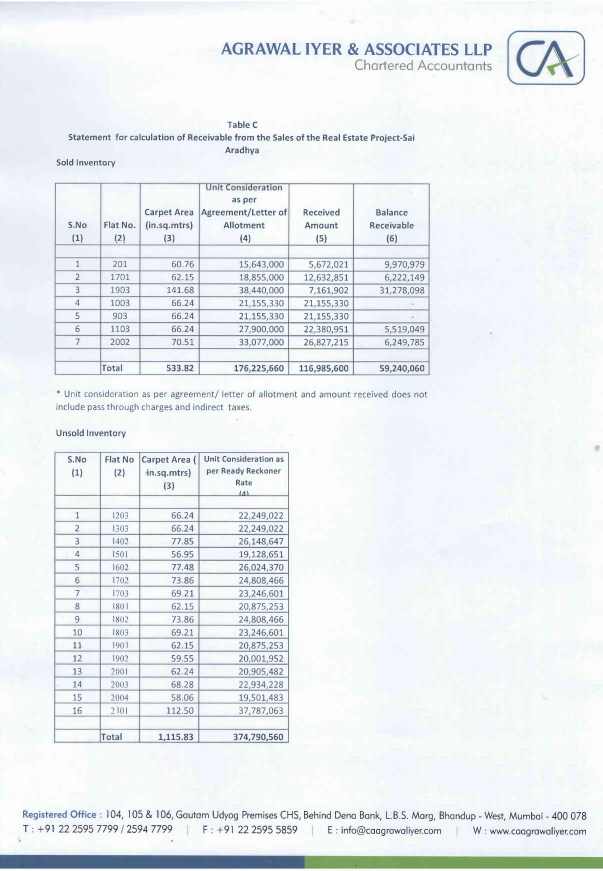 AGRAWAL IYER & ASSOCIATES LLP
Chartered Accountants
CA
Table C
Statement for calculation of Receivable from the Sales of the Real Estate Project-Sai
Aradhya
Sold Inventory
S.No (1) | Flat No. (2) | Carpet Area (in.sq.mtrs) (3) | Unit Consideration as per Agreement/Letter of Allotment (4) | Received Amount (5) | Balance Receivable (6)
1 201 60.76 15,643,000 5,672,021 9,970,979
2 1701 62.15 18,855,000 12,632,851 6,222,149
3 1903 141.68 38,440,000 7,161,902 31,278,098
4 1003 66.24 21,155,330 21,155,330 -
5 903 66.24 21,155,330 21,155,330 -
6 1103 66.24 27,900,000 22,380,951 5,519,049
7 2002 70.51 33,077,000 26,827,215 6,249,785
Total 533.82 176,225,660 116,985,600 59,240,060
* Unit consideration as per agreement/ letter of allotment and amount received does not
include pass through charges and indirect taxes.
Unsold Inventory
S.No (1) | Flat No (2) | Carpet Area ( in.sq.mtrs) (3) | Unit Consideration as per Ready Reckoner Rate (4)
1 1203 66.24 22,249,022
2 1303 66.24 22,249,022
3 1402 77.85 26,148,647
4 1501 56.95 19,128,651
5 1602 77.48 26,024,370
6 1702 73.86 24,808,466
7 1703 69.21 23,246,601
8 1801 62.15 20,875,253
9 1802 73.86 24,808,466
10 1803 69.21 23,246,601
11 1901 62.15 20,875,253
12 1902 59.55 20,001,952
13 2001 62.24 20,905,482
14 2003 68.28 22,934,228
15 2004 58.06 19,501,483
16 2101 112.50 37,787,063
Total 1,115.83 374,790,560
Registered Office : 104, 105 & 106, Gautam Udyog Premises CHS, Behind Dena Bank, L.B.S. Marg, Bhandup - West, Mumbai - 400 078
T : +91 22 2595 7799 / 2594 7799 | F : +91 22 2595 5859 | E : info@caagrawaliyer.com | W : www.caagrawaliyer.com